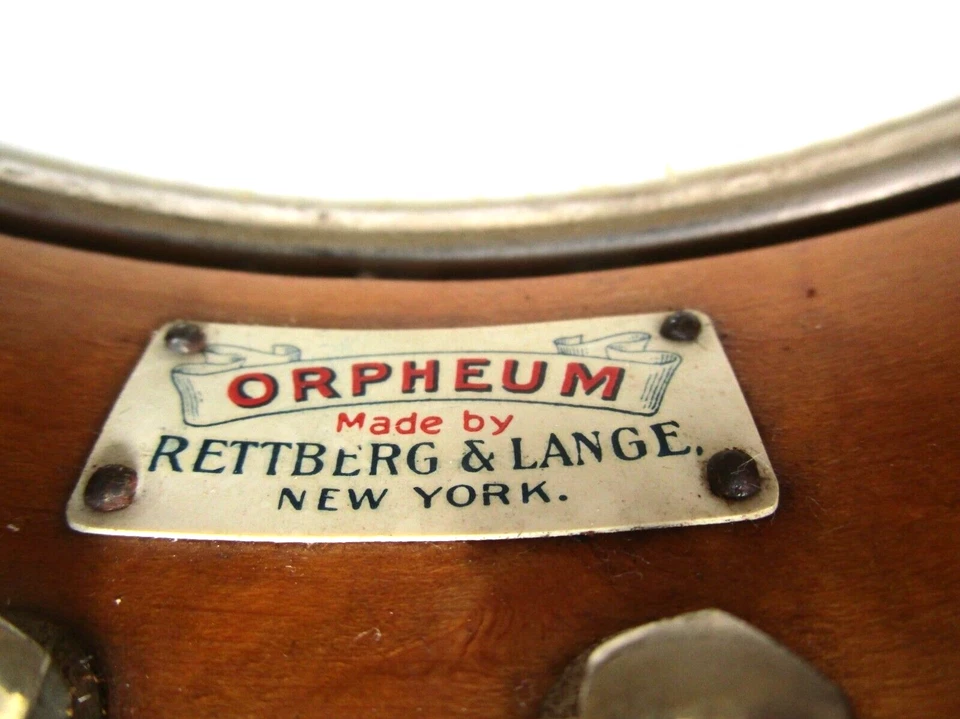 ORPHEUM
Made by
RETTBERG & LANGE.
NEW YORK.